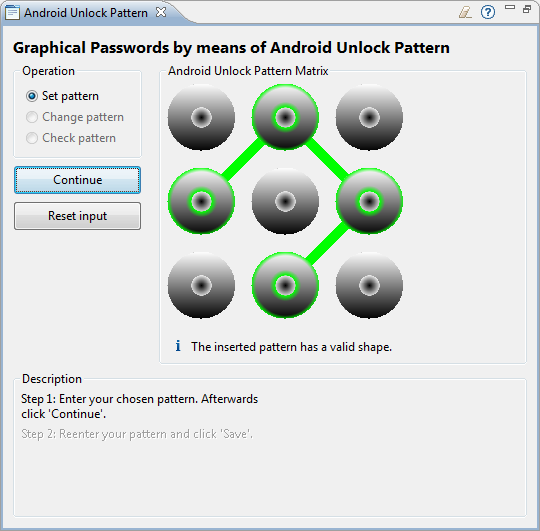 Android Unlock Pattern
Graphical Passwords by means of Android Unlock Pattern
Operation
Set pattern
Change pattern
Check pattern
Continue
Reset input
Android Unlock Pattern Matrix
i The inserted pattern has a valid shape.
Description
Step 1: Enter your chosen pattern. Afterwards
click 'Continue'.
Step 2: Reenter your pattern and click 'Save'.